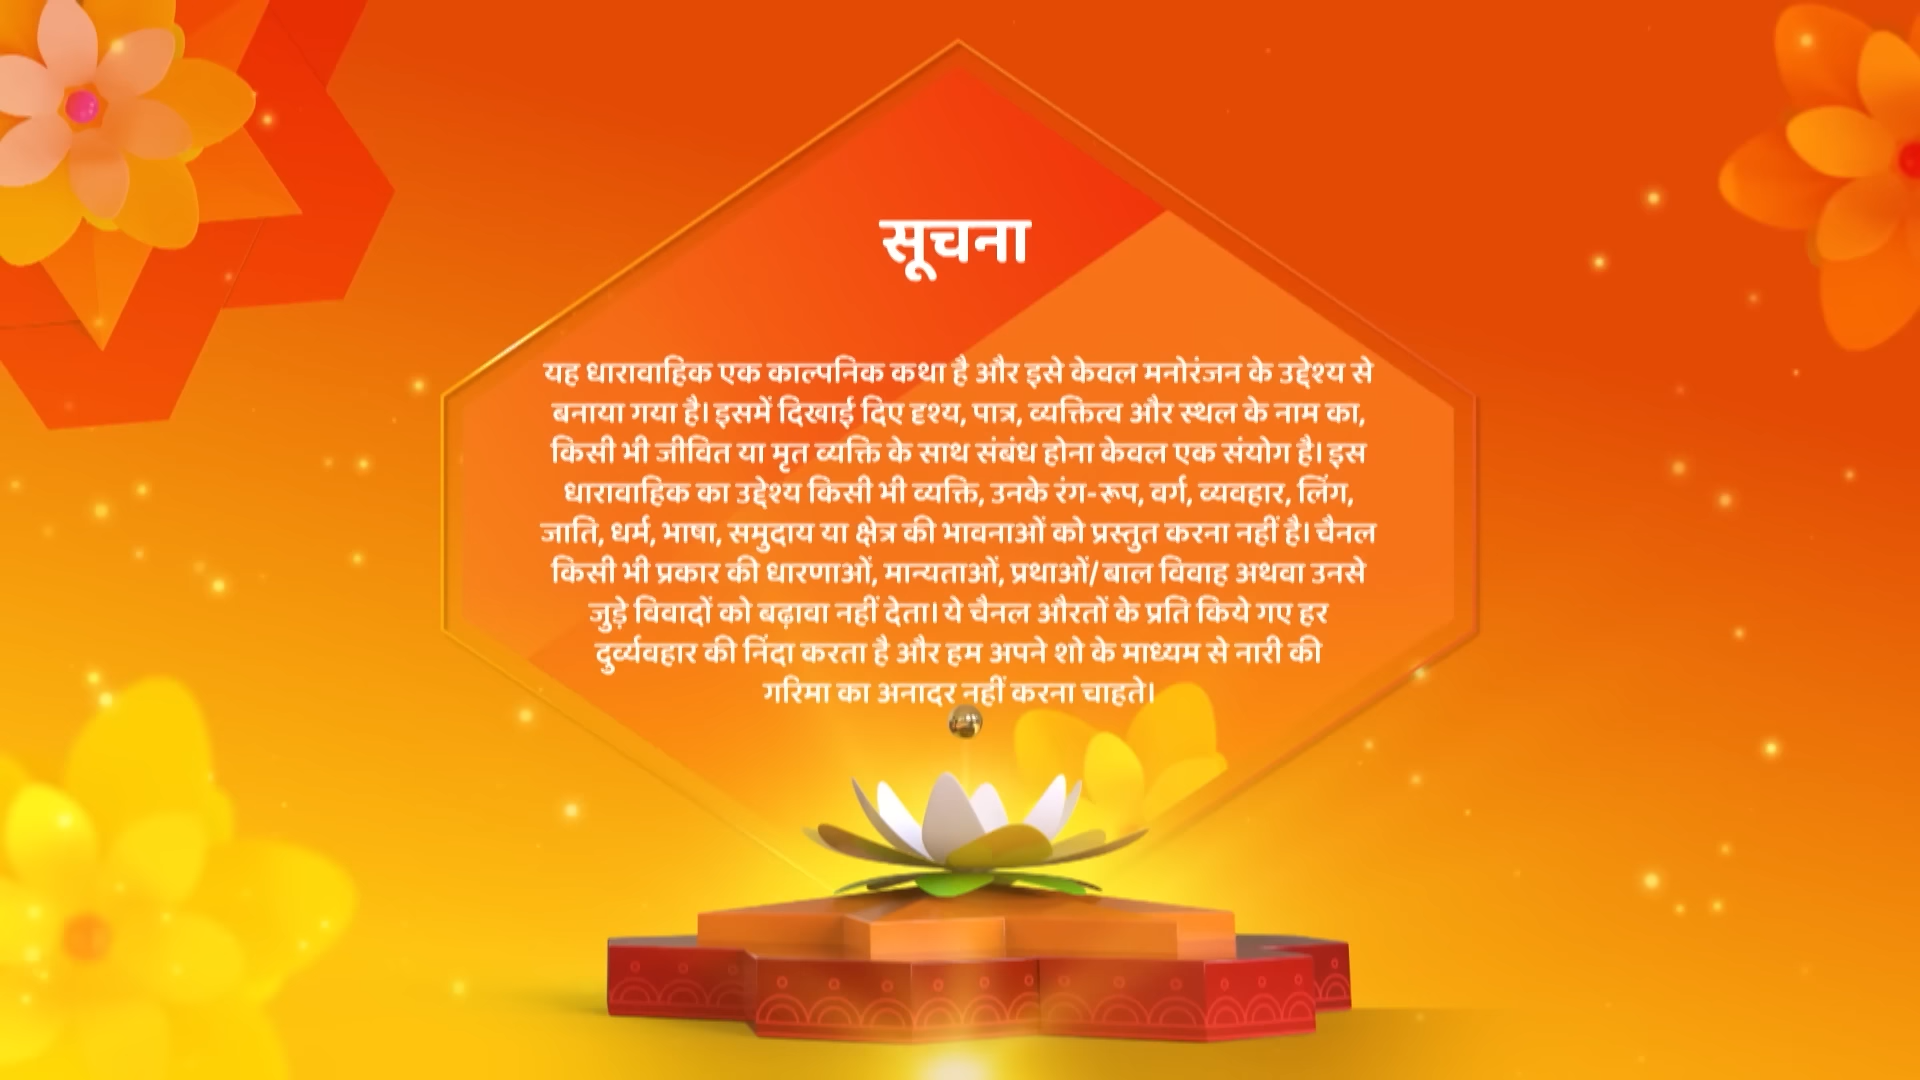 सूचना
यह धारावाहिक एक काल्पनिक कथा है और इसे केवल मनोरंजन के उद्देश्य से
बनाया गया है। इसमें दिखाई दिए दृश्य, पात्र, व्यक्तित्व और स्थल के नाम का,
किसी भी जीवित या मृत व्यक्ति के साथ संबंध होना केवल एक संयोग है। इस
धारावाहिक का उद्देश्य किसी भी व्यक्ति, उनके रंग-रूप, वर्ग, व्यवहार, लिंग,
जाति, धर्म, भाषा, समुदाय या क्षेत्र की भावनाओं को प्रस्तुत करना नहीं है। चैनल
किसी भी प्रकार की धारणाओं, मान्यताओं, प्रथाओं/ बाल विवाह अथवा उनसे
जुड़े विवादों को बढ़ावा नहीं देता। ये चैनल औरतों के प्रति किये गए हर
दुर्व्यवहार की निंदा करता है और हम अपने शो के माध्यम से नारी की
गरिमा का अनादर नहीं करना चाहते।